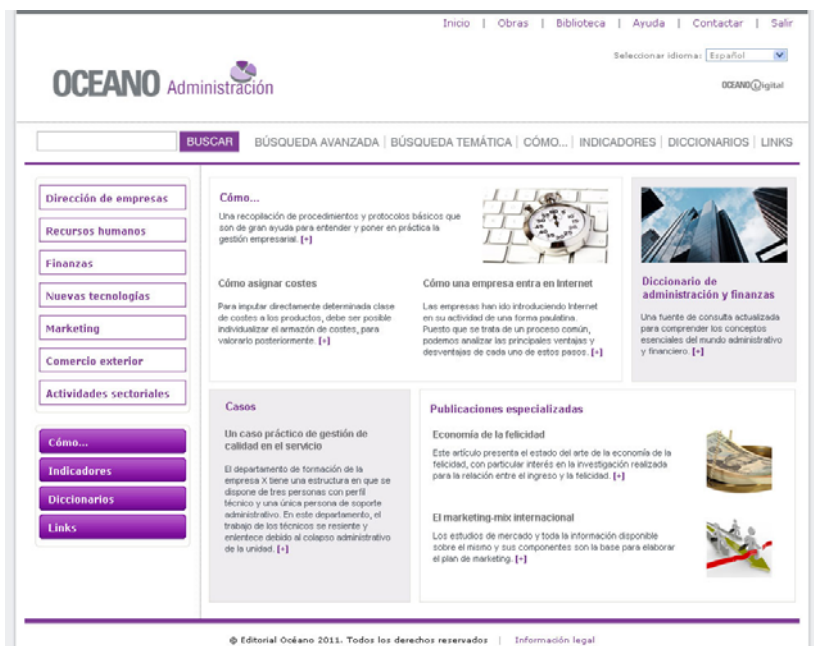 Inicio | Obras | Biblioteca | Ayuda | Contactar | Salir
Seleccionar idioma: Español
OCEANO Administración
OCEANO Digital
BUSCAR BÚSQUEDA AVANZADA | BÚSQUEDA TEMÁTICA | CÓMO... | INDICADORES | DICCIONARIOS | LINKS
Dirección de empresas
Recursos humanos
Finanzas
Nuevas tecnologías
Marketing
Comercio exterior
Actividades sectoriales
Cómo...
Indicadores
Diccionarios
Links
Cómo...
Una recopilación de procedimientos y protocolos básicos que
son de gran ayuda para entender y poner en práctica la
gestión empresarial. [+]
Cómo asignar costes
Para imputar directamente determinada clase
de costes a los productos, debe ser posible
individualizar el armazón de costes, para
valorarlo posteriormente. [+]
Cómo una empresa entra en Internet
Las empresas han ido introduciendo Internet
en su actividad de una forma paulatina.
Puesto que se trata de un proceso común,
podemos analizar las principales ventajas y
desventajas de cada uno de estos pasos. [+]
Diccionario de
administración y finanzas
Una fuente de consulta actualizada
para comprender los conceptos
esenciales del mundo administrativo
y financiero. [+]
Casos
Un caso práctico de gestión de
calidad en el servicio
El departamento de formación de la
empresa X tiene una estructura en que se
dispone de tres personas con perfil
técnico y una única persona de soporte
administrativo. En este departamento, el
trabajo de los técnicos se resiente y
enlentece debido al colapso administrativo
de la unidad. [+]
Publicaciones especializadas
Economía de la felicidad
Este artículo presenta el estado del arte de la economía de la
felicidad, con particular interés en la investigación realizada
para la relación entre el ingreso y la felicidad. [+]
El marketing-mix internacional
Los estudios de mercado y toda la información disponible
sobre el mismo y sus componentes son la base para elaborar
el plan de marketing. [+]
© Editorial Océano 2011. Todos los derechos reservados | Información legal